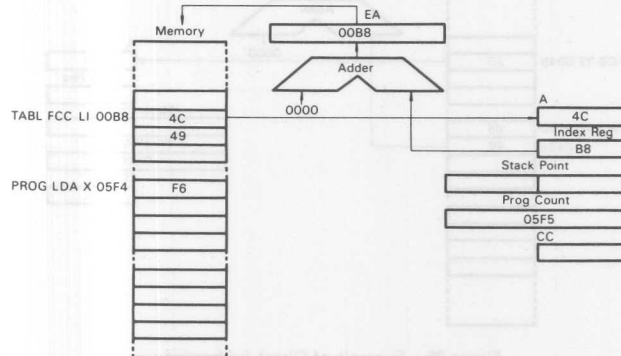 EA
Memory
00B8
Adder
0000
TABL FCC LI 00B8
4C
49
A
4C
Index Reg
B8
Stack Point
PROG LDA X 05F4
F6
Prog Count
05F5
CC